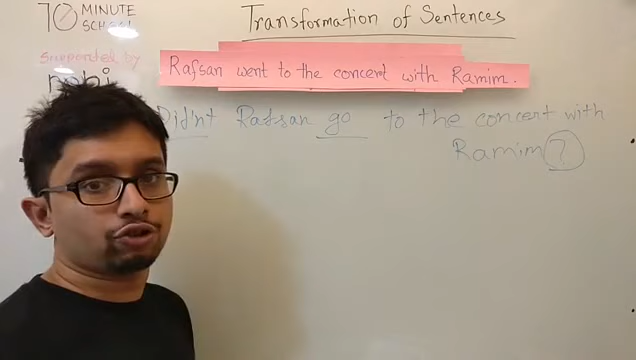 10 MINUTE SCHOOL
Transformation of Sentences
supported by
robi
Rafsan went to the concert with Ramim.
Didn't Rafsan go to the concert with
Ramim?